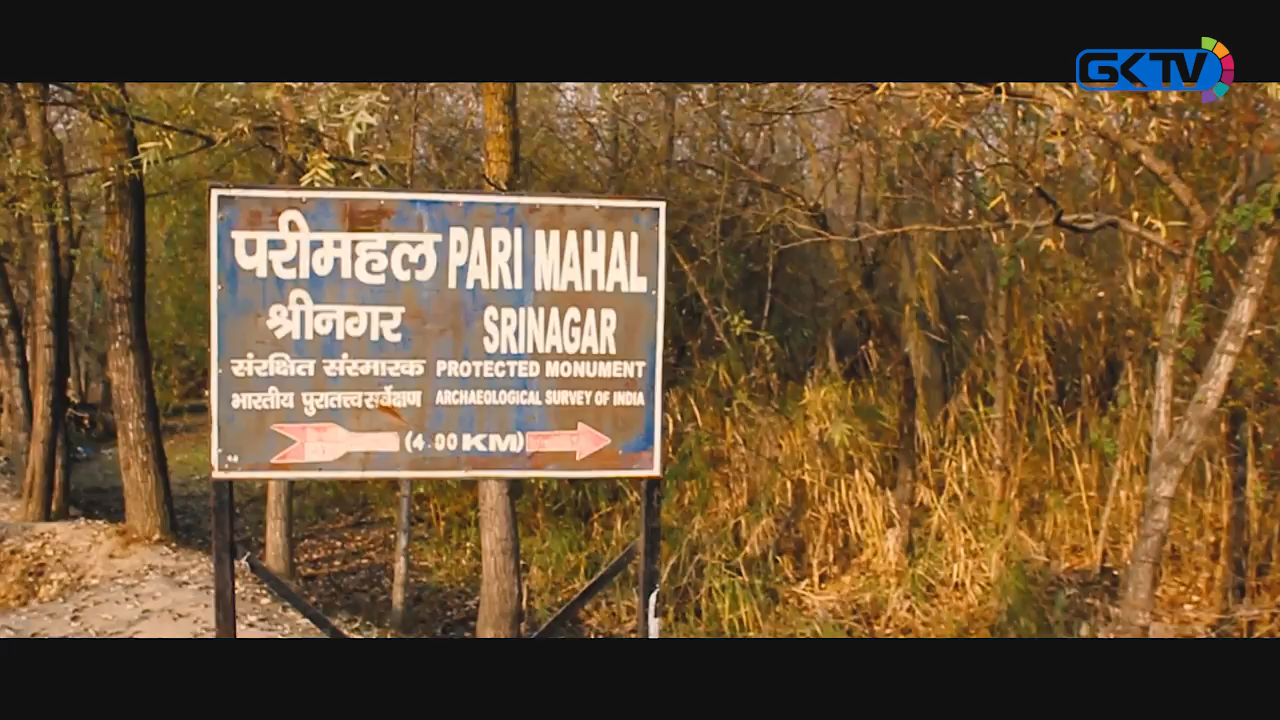 GKTV
परीमहल PARI MAHAL
श्रीनगर SRINAGAR
संरक्षित संस्मारक PROTECTED MONUMENT
भारतीय पुरातत्त्व सर्वेक्षण ARCHAEOLOGICAL SURVEY OF INDIA
(4.00 KM)